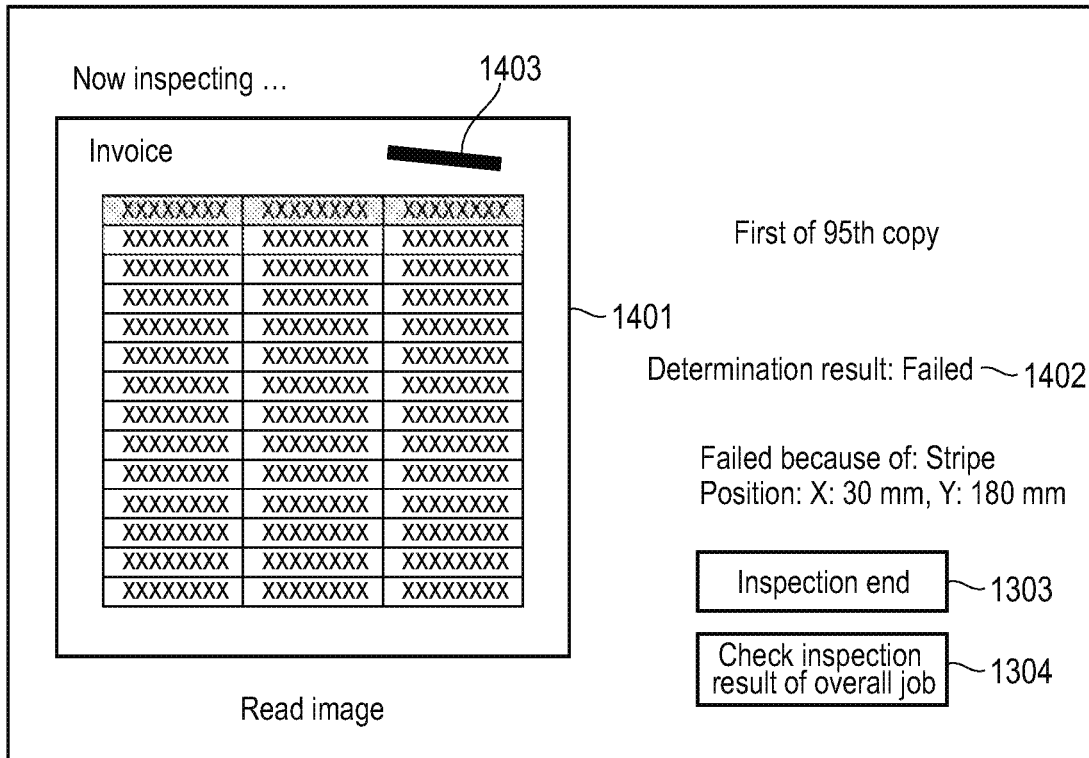 Now inspecting ...
1403
Invoice
XXXXXXXX XXXXXXXX XXXXXXXX
XXXXXXXX XXXXXXXX XXXXXXXX
XXXXXXXX XXXXXXXX XXXXXXXX
XXXXXXXX XXXXXXXX XXXXXXXX
XXXXXXXX XXXXXXXX XXXXXXXX
XXXXXXXX XXXXXXXX XXXXXXXX
XXXXXXXX XXXXXXXX XXXXXXXX
XXXXXXXX XXXXXXXX XXXXXXXX
XXXXXXXX XXXXXXXX XXXXXXXX
XXXXXXXX XXXXXXXX XXXXXXXX
XXXXXXXX XXXXXXXX XXXXXXXX
XXXXXXXX XXXXXXXX XXXXXXXX
XXXXXXXX XXXXXXXX XXXXXXXX
XXXXXXXX XXXXXXXX XXXXXXXX
1401
Read image
First of 95th copy
Determination result: Failed 1402
Failed because of: Stripe
Position: X: 30 mm, Y: 180 mm
Inspection end 1303
Check inspection
result of overall job 1304